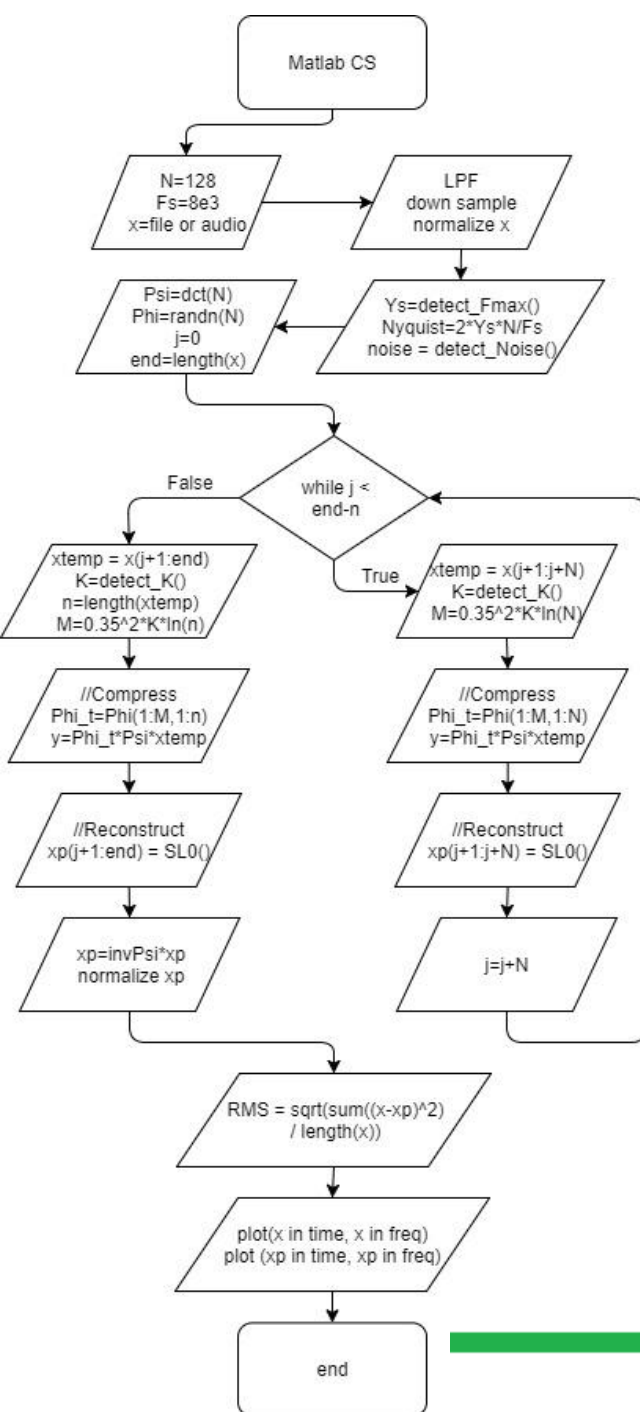 Matlab CS
N=128
Fs=8e3
x=file or audio
LPF
down sample
normalize x
Ys=detect_Fmax()
Nyquist=2*Ys*N/Fs
noise = detect_Noise()
Psi=dct(N)
Phi=randn(N)
j=0
end=length(x)
while j <
end-n
False
True
xtemp = x(j+1:end)
K=detect_K()
n=length(xtemp)
M=0.35^2*K*ln(n)
//Compress
Phi_t=Phi(1:M,1:n)
y=Phi_t*Psi*xtemp
//Reconstruct
xp(j+1:end) = SL0()
xp=invPsi*xp
normalize xp
xtemp = x(j+1:j+N)
K=detect_K()
M=0.35^2*K*ln(N)
//Compress
Phi_t=Phi(1:M,1:N)
y=Phi_t*Psi*xtemp
//Reconstruct
xp(j+1:j+N) = SL0()
j=j+N
RMS = sqrt(sum((x-xp)^2)
/ length(x))
plot(x in time, x in freq)
plot (xp in time, xp in freq)
end